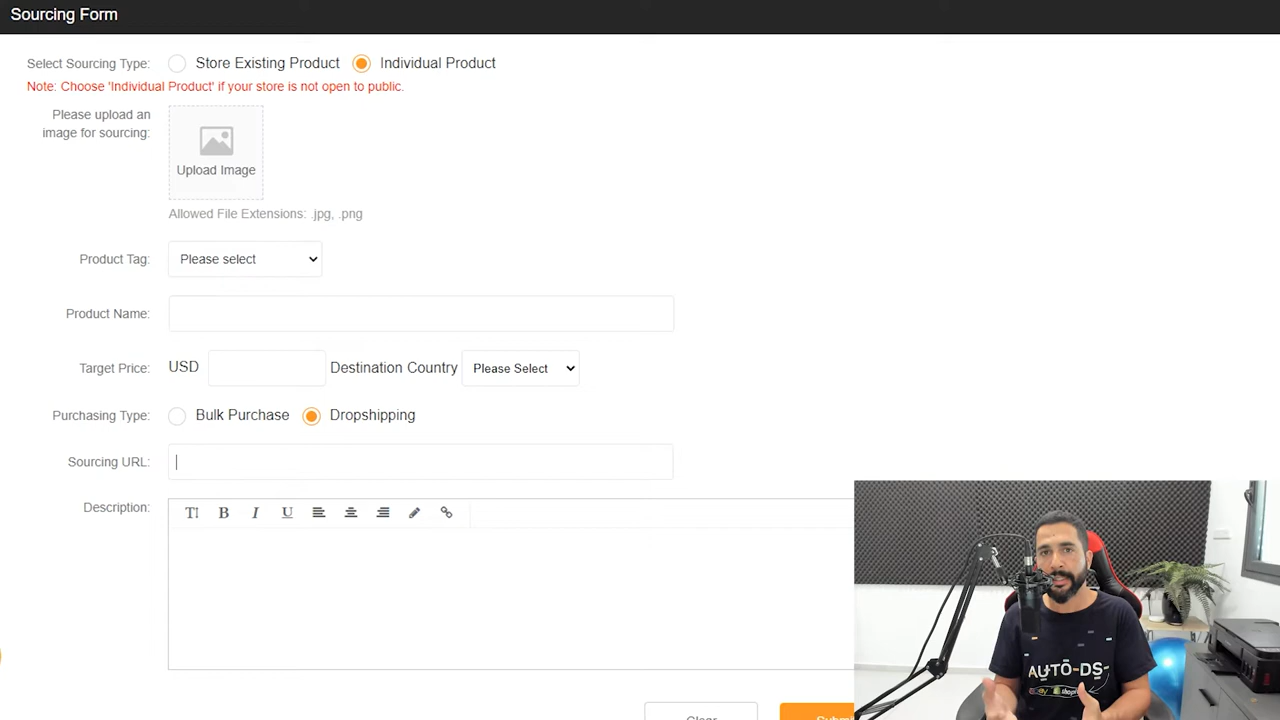 Sourcing Form
Select Sourcing Type: Store Existing Product Individual Product
Note: Choose 'Individual Product' if your store is not open to public.
Please upload an
image for sourcing:
Upload Image
Allowed File Extensions: .jpg, .png
Product Tag: Please select
Product Name:
Target Price: USD Destination Country Please Select
Purchasing Type: Bulk Purchase Dropshipping
Sourcing URL:
Description:
AUTO-DS
ebay
Clear